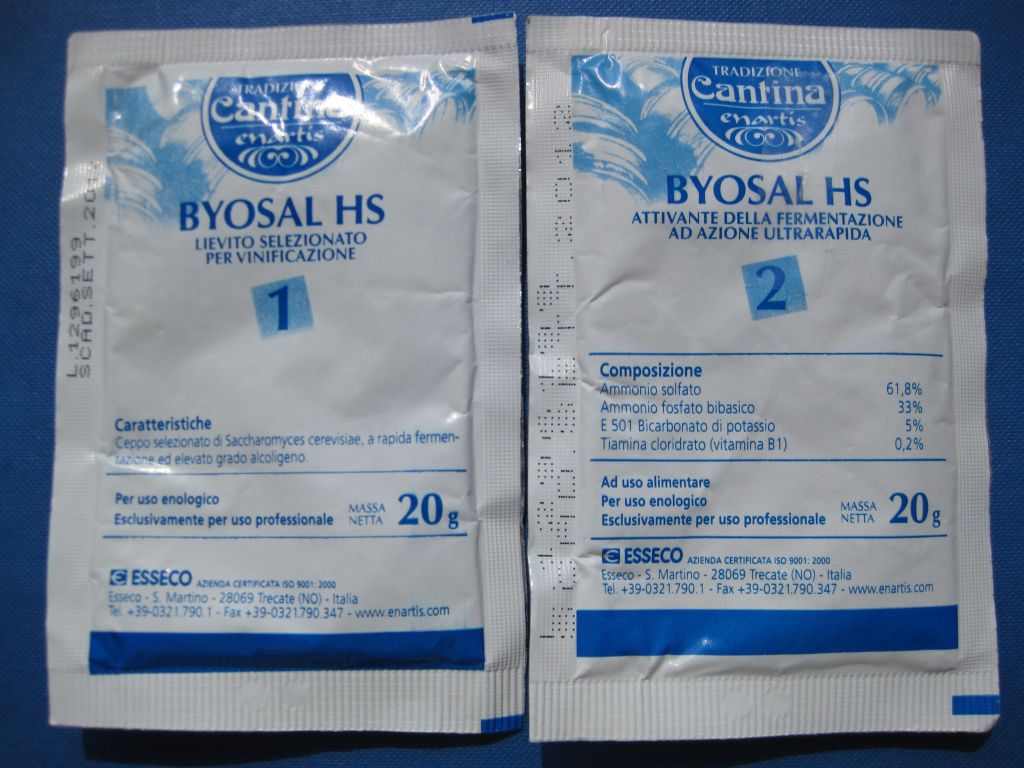 TRADIZIONE
Cantina
enartis
BYOSAL HS
LIEVITO SELEZIONATO
PER VINIFICAZIONE
1
L.1296199
SCAD.SETT.
Caratteristiche
Ceppo selezionato di Saccharomyces cerevisiae, a rapida fermen-
tazione ed elevato grado alcoligeno.
Per uso enologico
Esclusivamente per uso professionale
MASSA
NETTA
20 g
ESSECO AZIENDA CERTIFICATA ISO 9001: 2000
Esseco - S. Martino - 28069 Trecate (NO) - Italia
Tel. +39-0321.790.1 - Fax +39-0321.790.347 - www.enartis.com
TRADIZIONE
Cantina
enartis
BYOSAL HS
ATTIVANTE DELLA FERMENTAZIONE
AD AZIONE ULTRARAPIDA
2
Composizione
Ammonio solfato 61,8%
Ammonio fosfato bibasico 33%
E 501 Bicarbonato di potassio 5%
Tiamina cloridrato (vitamina B1) 0,2%
Ad uso alimentare
Per uso enologico
Esclusivamente per uso professionale
MASSA
NETTA
20 g
ESSECO AZIENDA CERTIFICATA ISO 9001: 2000
Esseco - S. Martino - 28069 Trecate (NO) - Italia
Tel. +39-0321.790.1 - Fax +39-0321.790.347 - www.enartis.com